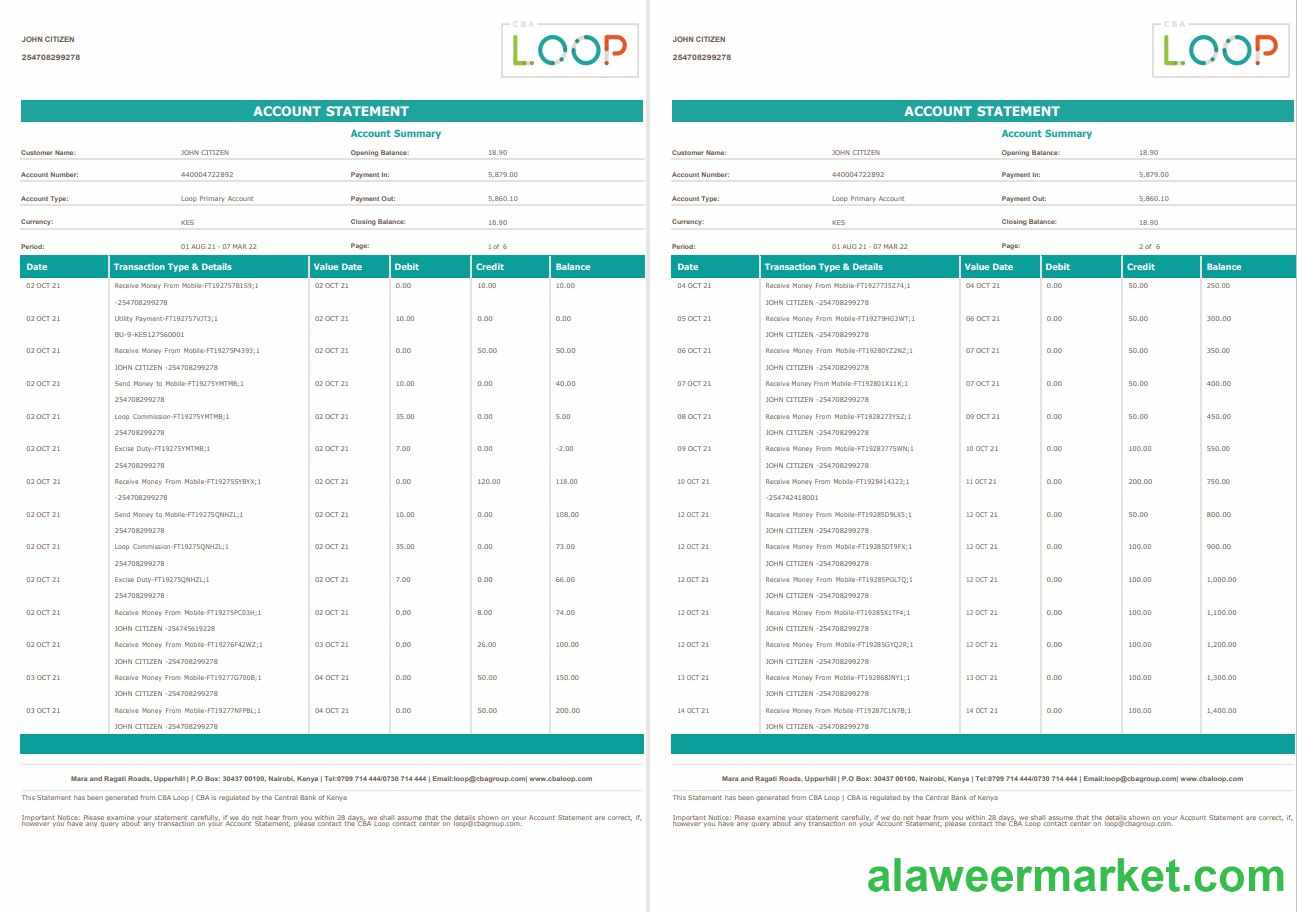 JOHN CITIZEN
254708299278
CBA
LOOP
ACCOUNT STATEMENT
Account Summary
Customer Name: JOHN CITIZEN Opening Balance: 18.90
Account Number: 440004722892 Payment In: 5,879.00
Account Type: Loop Primary Account Payment Out: 5,860.10
Currency: KES Closing Balance: 18.90
Period: 01 AUG 21 - 07 MAR 22 Page: 1 of 6
Date Transaction Type & Details Value Date Debit Credit Balance
02 OCT 21 Receive Money From Mobile-FT192757B1S9;1 02 OCT 21 0.00 10.00 10.00
-254708299278
02 OCT 21 Utility Payment-FT192757VJT3;1 02 OCT 21 10.00 0.00 0.00
BU-9-KES127560001
02 OCT 21 Receive Money From Mobile-FT19275P4393;1 02 OCT 21 0.00 50.00 50.00
JOHN CITIZEN -254708299278
02 OCT 21 Send Money to Mobile-FT19275YMTMB;1 02 OCT 21 10.00 0.00 40.00
254708299278
02 OCT 21 Loop Commission-FT19275YMTMB;1 02 OCT 21 35.00 0.00 5.00
254708299278
02 OCT 21 Excise Duty-FT19275YMTMB;1 02 OCT 21 7.00 0.00 -2.00
254708299278
02 OCT 21 Receive Money From Mobile-FT19275SYBYX;1 02 OCT 21 0.00 120.00 118.00
-254708299278
02 OCT 21 Send Money to Mobile-FT19275QNHZL;1 02 OCT 21 10.00 0.00 108.00
254708299278
02 OCT 21 Loop Commission-FT19275QNHZL;1 02 OCT 21 35.00 0.00 73.00
254708299278
02 OCT 21 Excise Duty-FT19275QNHZL;1 02 OCT 21 7.00 0.00 66.00
254708299278
02 OCT 21 Receive Money From Mobile-FT19275PC03H;1 02 OCT 21 0.00 8.00 74.00
JOHN CITIZEN -254745619228
02 OCT 21 Receive Money From Mobile-FT19276F42WZ;1 03 OCT 21 0.00 26.00 100.00
JOHN CITIZEN -254708299278
03 OCT 21 Receive Money From Mobile-FT19277G700B;1 04 OCT 21 0.00 50.00 150.00
JOHN CITIZEN -254708299278
03 OCT 21 Receive Money From Mobile-FT19277NFPBL;1 04 OCT 21 0.00 50.00 200.00
JOHN CITIZEN -254708299278
Mara and Ragati Roads, Upperhill | P.O Box: 30437 00100, Nairobi, Kenya | Tel:0709 714 444/0730 714 444 | Email:loop@cbagroup.com| www.cbaloop.com
This Statement has been generated from CBA Loop | CBA is regulated by the Central Bank of Kenya
Important Notice: Please examine your statement carefully, if we do not hear from you within 28 days, we shall assume that the details shown on your Account Statement are correct, if,
however you have any query about any transaction on your Account Statement, please contact the CBA Loop contact center on loop@cbagroup.com.
JOHN CITIZEN
254708299278
CBA
LOOP
ACCOUNT STATEMENT
Account Summary
Customer Name: JOHN CITIZEN Opening Balance: 18.90
Account Number: 440004722892 Payment In: 5,879.00
Account Type: Loop Primary Account Payment Out: 5,860.10
Currency: KES Closing Balance: 18.90
Period: 01 AUG 21 - 07 MAR 22 Page: 2 of 6
Date Transaction Type & Details Value Date Debit Credit Balance
04 OCT 21 Receive Money From Mobile-FT19277JSZ74;1 04 OCT 21 0.00 50.00 250.00
JOHN CITIZEN -254708299278
05 OCT 21 Receive Money From Mobile-FT19279HG3WT;1 06 OCT 21 0.00 50.00 300.00
JOHN CITIZEN -254708299278
06 OCT 21 Receive Money From Mobile-FT19280YZ2NZ;1 07 OCT 21 0.00 50.00 350.00
JOHN CITIZEN -254708299278
07 OCT 21 Receive Money From Mobile-FT192801X11K;1 07 OCT 21 0.00 50.00 400.00
JOHN CITIZEN -254708299278
08 OCT 21 Receive Money From Mobile-FT1928273YSZ;1 09 OCT 21 0.00 50.00 450.00
JOHN CITIZEN -254708299278
09 OCT 21 Receive Money From Mobile-FT19283775WN;1 10 OCT 21 0.00 100.00 550.00
JOHN CITIZEN -254708299278
10 OCT 21 Receive Money From Mobile-FT1928414323;1 11 OCT 21 0.00 200.00 750.00
-254742418001
12 OCT 21 Receive Money From Mobile-FT19285D9LX5;1 12 OCT 21 0.00 50.00 800.00
JOHN CITIZEN -254708299278
12 OCT 21 Receive Money From Mobile-FT19285DT9FX;1 12 OCT 21 0.00 100.00 900.00
JOHN CITIZEN -254708299278
12 OCT 21 Receive Money From Mobile-FT19285PGL7Q;1 12 OCT 21 0.00 100.00 1,000.00
JOHN CITIZEN -254708299278
12 OCT 21 Receive Money From Mobile-FT19285X1TF4;1 12 OCT 21 0.00 100.00 1,100.00
JOHN CITIZEN -254708299278
12 OCT 21 Receive Money From Mobile-FT19285GYQ2R;1 12 OCT 21 0.00 100.00 1,200.00
JOHN CITIZEN -254708299278
13 OCT 21 Receive Money From Mobile-FT192868JNY1;1 13 OCT 21 0.00 100.00 1,300.00
JOHN CITIZEN -254708299278
14 OCT 21 Receive Money From Mobile-FT19287C1N7B;1 14 OCT 21 0.00 100.00 1,400.00
JOHN CITIZEN -254708299278
Mara and Ragati Roads, Upperhill | P.O Box: 30437 00100, Nairobi, Kenya | Tel:0709 714 444/0730 714 444 | Email:loop@cbagroup.com| www.cbaloop.com
This Statement has been generated from CBA Loop | CBA is regulated by the Central Bank of Kenya
Important Notice: Please examine your statement carefully, if we do not hear from you within 28 days, we shall assume that the details shown on your Account Statement are correct, if,
however you have any query about any transaction on your Account Statement, please contact the CBA Loop contact center on loop@cbagroup.com.
alaweermarket.com